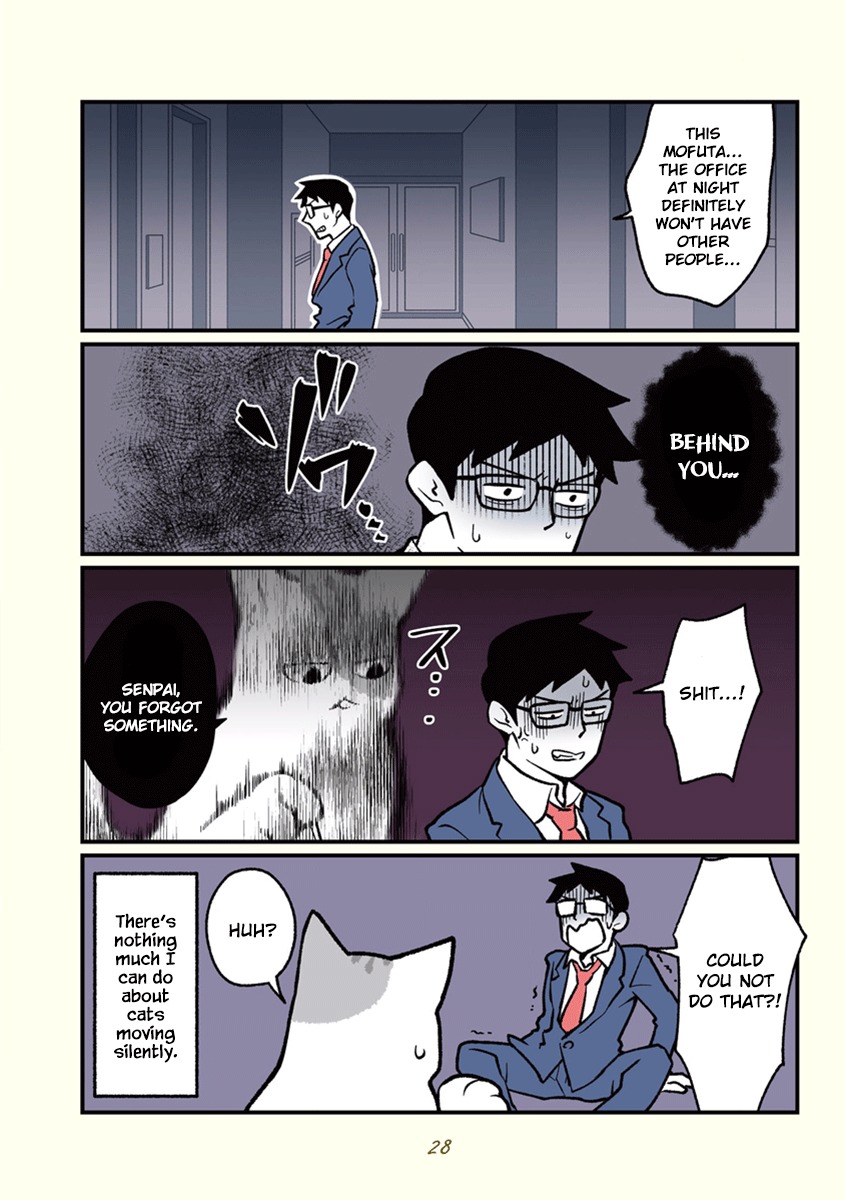 THIS
MOFUTA...
THE OFFICE
AT NIGHT
DEFINITELY
WON'T HAVE
OTHER
PEOPLE...
BEHIND
YOU...
ゾッ...
SHIT...!
ス...
SENPAI,
YOU FORGOT
SOMETHING.
COULD
YOU NOT
DO THAT?!
HUH?
There's
nothing
much I
can do
about
cats
moving
silently.
28